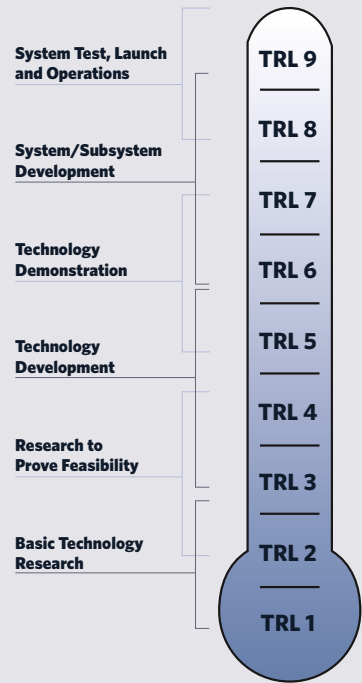 System Test, Launch
and Operations
System/Subsystem
Development
Technology
Demonstration
Technology
Development
Research to
Prove Feasibility
Basic Technology
Research
TRL 9
TRL 8
TRL 7
TRL 6
TRL 5
TRL 4
TRL 3
TRL 2
TRL 1